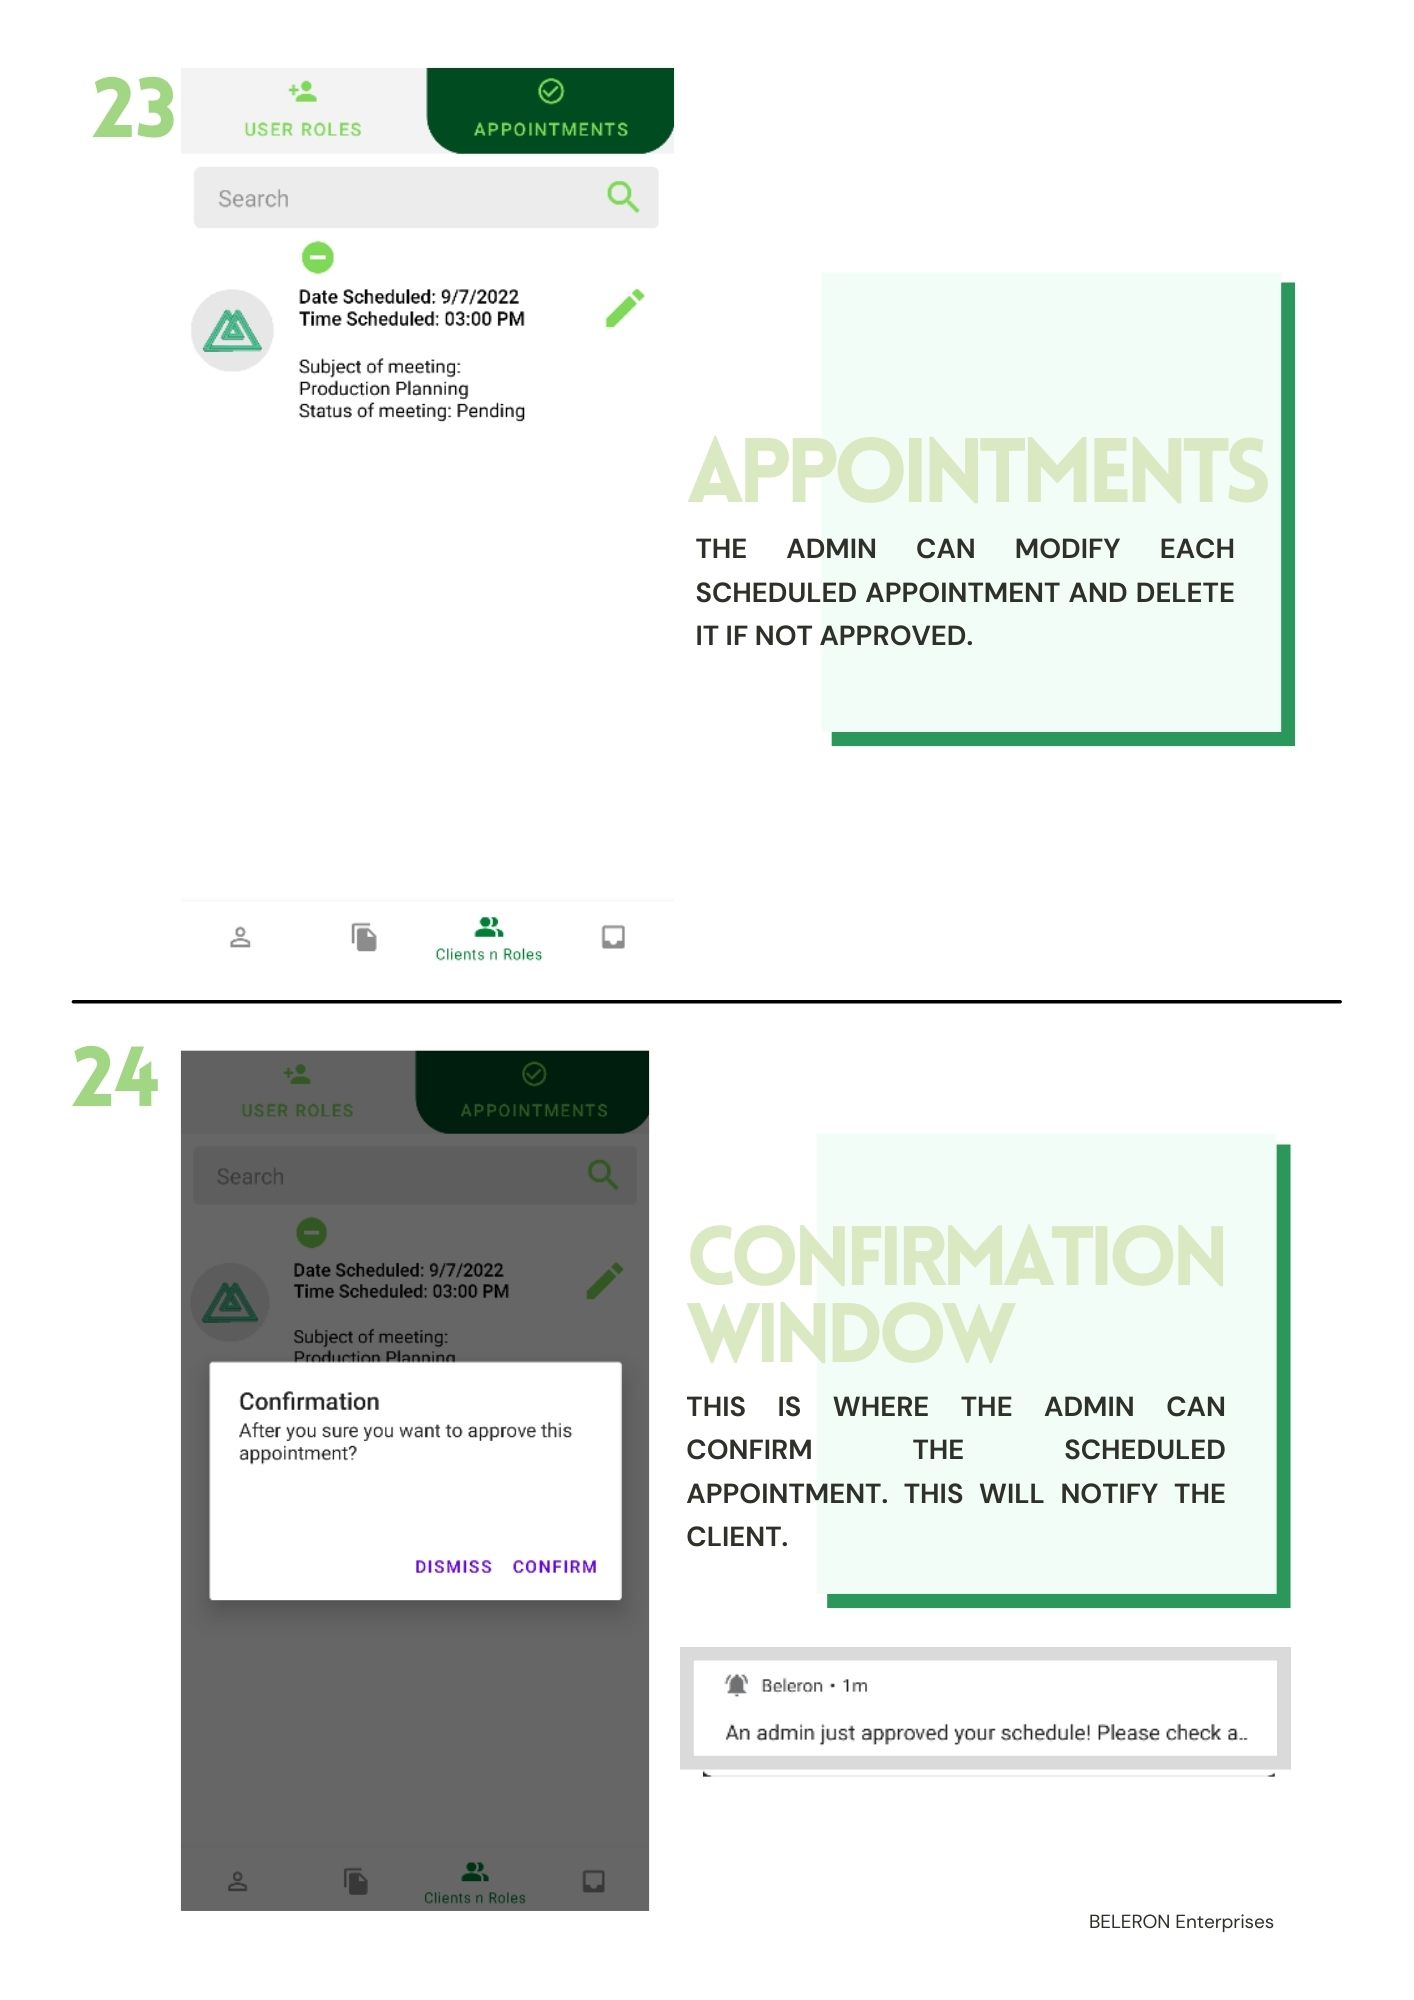 23
USER ROLES
APPOINTMENTS
Search
Date Scheduled: 9/7/2022
Time Scheduled: 03:00 PM
Subject of meeting:
Production Planning
Status of meeting: Pending
Clients n Roles
APPOINTMENTS
THE ADMIN CAN MODIFY EACH
SCHEDULED APPOINTMENT AND DELETE
IT IF NOT APPROVED.
24
USER ROLES
APPOINTMENTS
Search
Date Scheduled: 9/7/2022
Time Scheduled: 03:00 PM
Subject of meeting:
Production Planning
Confirmation
After you sure you want to approve this
appointment?
DISMISS CONFIRM
Clients n Roles
CONFIRMATION
WINDOW
THIS IS WHERE THE ADMIN CAN
CONFIRM THE SCHEDULED
APPOINTMENT. THIS WILL NOTIFY THE
CLIENT.
Beleron • 1m
An admin just approved your schedule! Please check a..
BELERON Enterprises